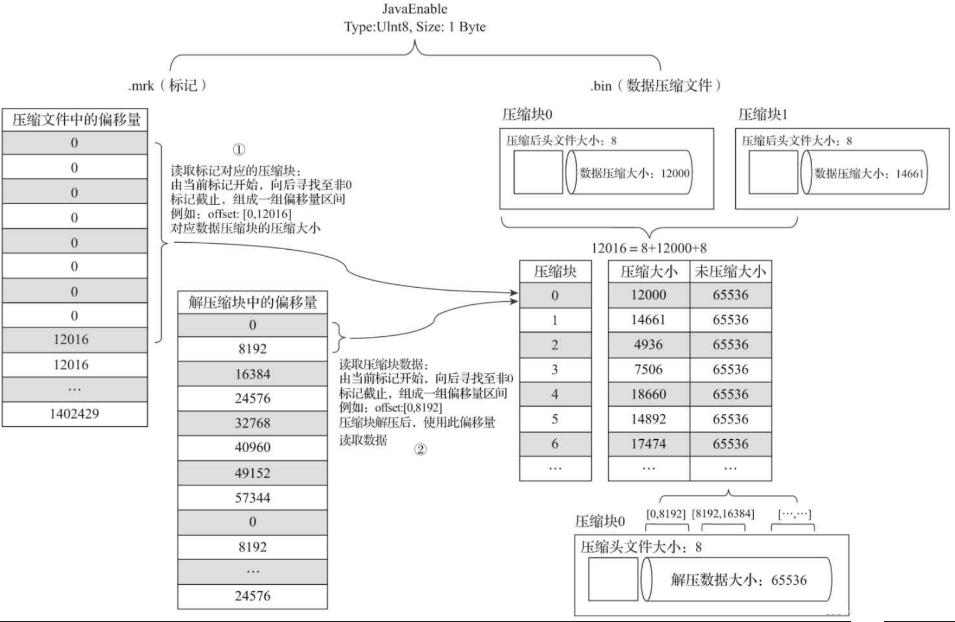 JavaEnable
Type:UInt8, Size: 1 Byte
.mrk（标记）
.bin（数据压缩文件）
压缩文件中的偏移量
0
0
0
0
0
0
0
0
12016
12016
…
1402429
①
读取标记对应的压缩块：
由当前标记开始，向后寻找至非0
标记截止，组成一组偏移量区间
例如：offset: [0,12016]
对应数据压缩块的压缩大小
解压缩块中的偏移量
0
8192
16384
24576
32768
40960
49152
57344
0
8192
…
24576
读取压缩块数据：
由当前标记开始，向后寻找至非0
标记截止，组成一组偏移量区间
例如：offset:[0,8192]
压缩块解压后，使用此偏移量
读取数据
②
压缩块0
压缩后头文件大小：8
数据压缩大小：12000
压缩块1
压缩后头文件大小：8
数据压缩大小：14661
12016＝8+12000+8
压缩块 压缩大小 未压缩大小
0 12000 65536
1 14661 65536
2 4936 65536
3 7506 65536
4 18660 65536
5 14892 65536
6 17474 65536
… … …
[0,8192] [8192,16384] […,…]
压缩块0
压缩头文件大小：8
解压数据大小：65536